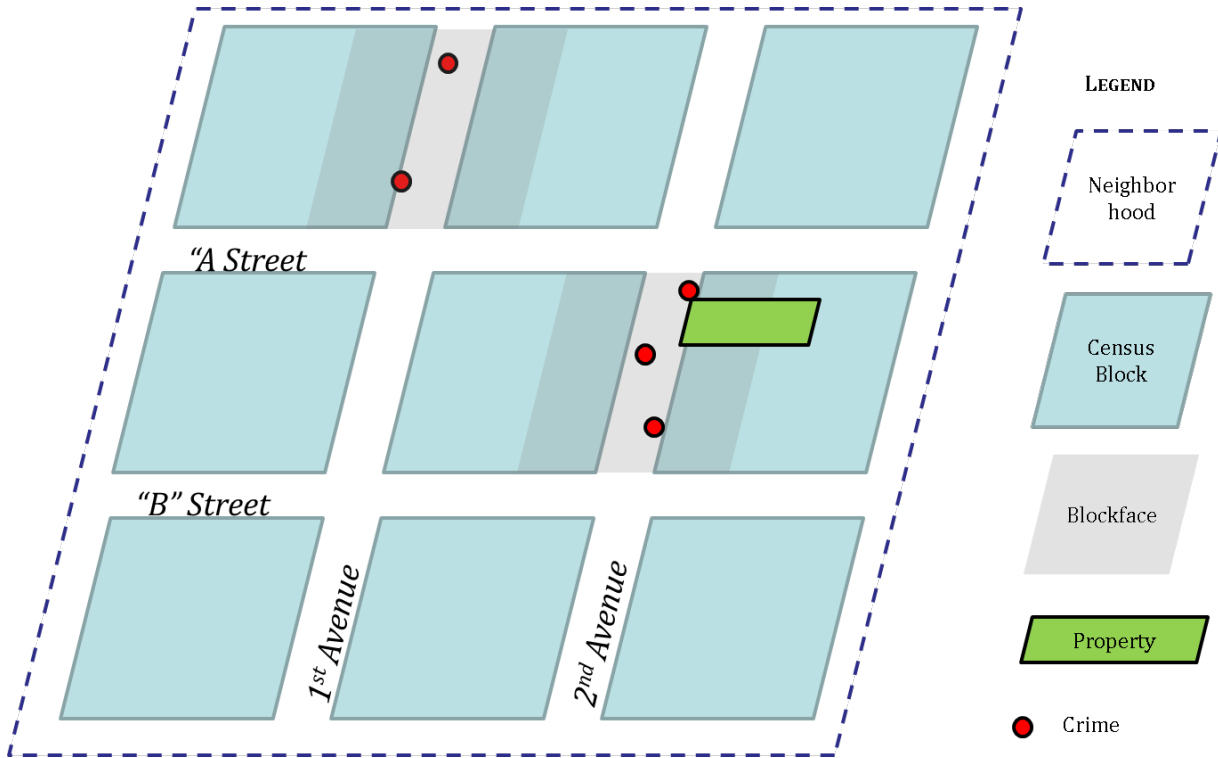 “A Street
“B” Street
1st Avenue
2nd Avenue
LEGEND
Neighbor
hood
Census
Block
Blockface
Property
Crime